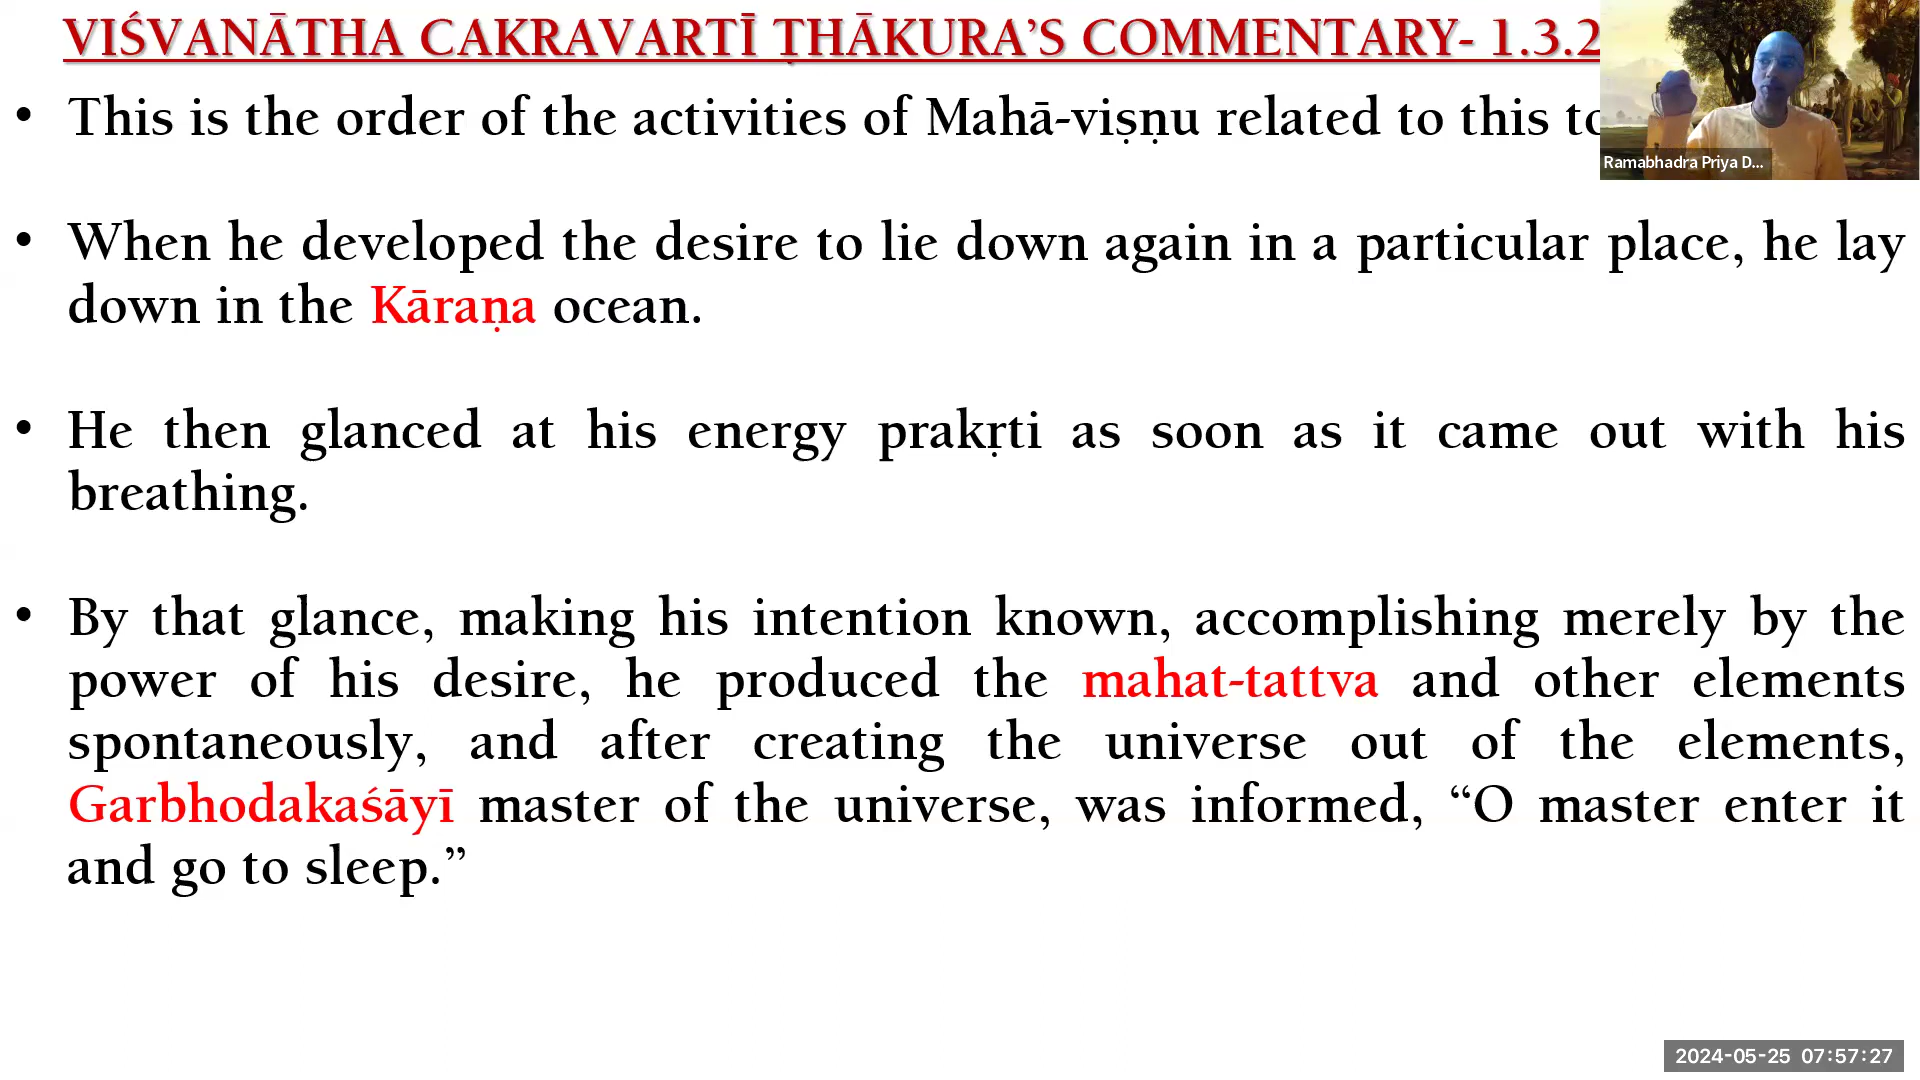 VIŚVANĀTHA CAKRAVARTĪ ṬHĀKURA’S COMMENTARY- 1.3.2
• This is the order of the activities of Mahā-viṣṇu related to this
Ramabhadra Priya D...
• When he developed the desire to lie down again in a particular place, he lay
down in the Kāraṇa ocean.
• He then glanced at his energy prakṛti as soon as it came out with his
breathing.
• By that glance, making his intention known, accomplishing merely by the
power of his desire, he produced the mahat-tattva and other elements
spontaneously, and after creating the universe out of the elements,
Garbhodakaśāyī master of the universe, was informed, “O master enter it
and go to sleep.”
2024-05-25 07:57:27